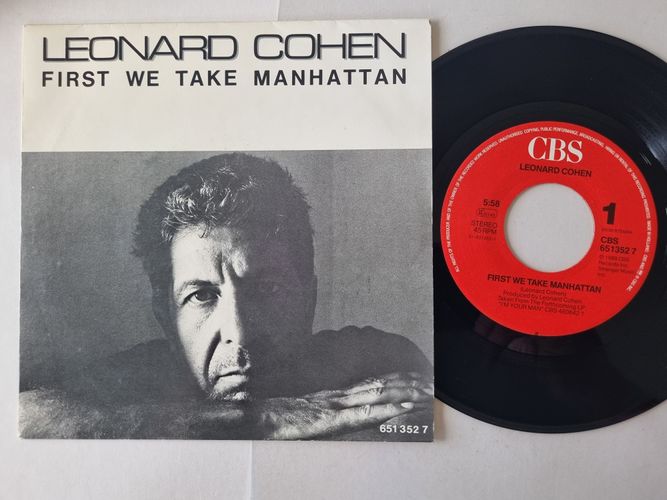 LEONARD COHEN
FIRST WE TAKE MANHATTAN
651 352 7
CBS
LEONARD COHEN
5:58
STEREO
45 RPM
1
CBS
651352 7
FIRST WE TAKE MANHATTAN
(Leonard Cohen)
Produced by Leonard Cohen
Taken From The Forthcoming LP
"I'M YOUR MAN" CBS 460642 1